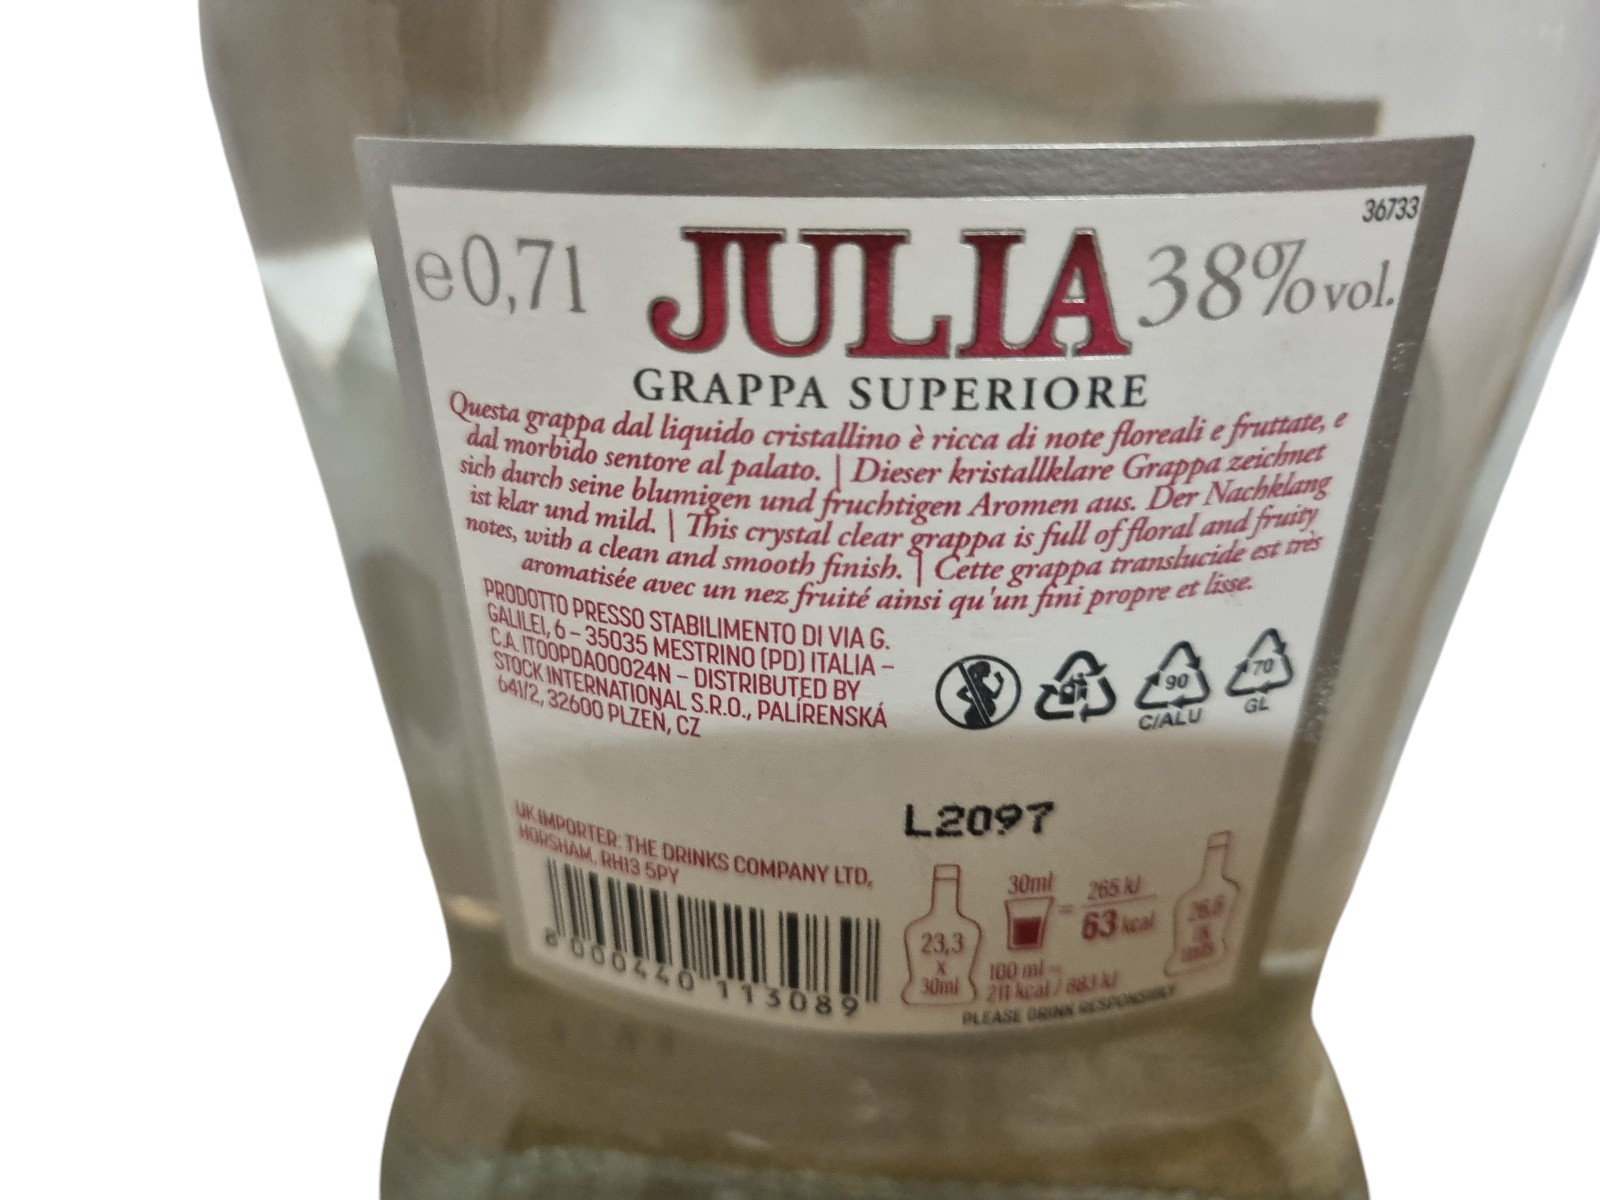 36733
e 0,7l
JULIA
38% vol.
GRAPPA SUPERIORE
Questa grappa dal liquido cristallino è ricca di note floreali e fruttate, e
dal morbido sentore al palato. | Dieser kristallklare Grappa zeichnet
sich durch seine blumigen und fruchtigen Aromen aus. Der Nachklang
ist klar und mild. | This crystal clear grappa is full of floral and fruity
notes, with a clean and smooth finish. | Cette grappa translucide est très
aromatisée avec un nez fruité ainsi qu'un fini propre et lisse.
PRODOTTO PRESSO STABILIMENTO DI VIA G.
GALILEI, 6 – 35035 MESTRINO (PD) ITALIA –
C.A. IT00PDA00024N – DISTRIBUTED BY
STOCK INTERNATIONAL S.R.O., PALÍRENSKÁ
641/2, 32600 PLZEŇ, CZ
90
C/ALU
70
GL
L2097
UK IMPORTER: THE DRINKS COMPANY LTD,
HORSHAM, RH13 5PY
8 000440 113089
23,3
x
30ml
30ml
=
265 kJ
63 kcal
100 ml =
211 kcal / 883 kJ
26.6
UK
units
PLEASE DRINK RESPONSIBLY